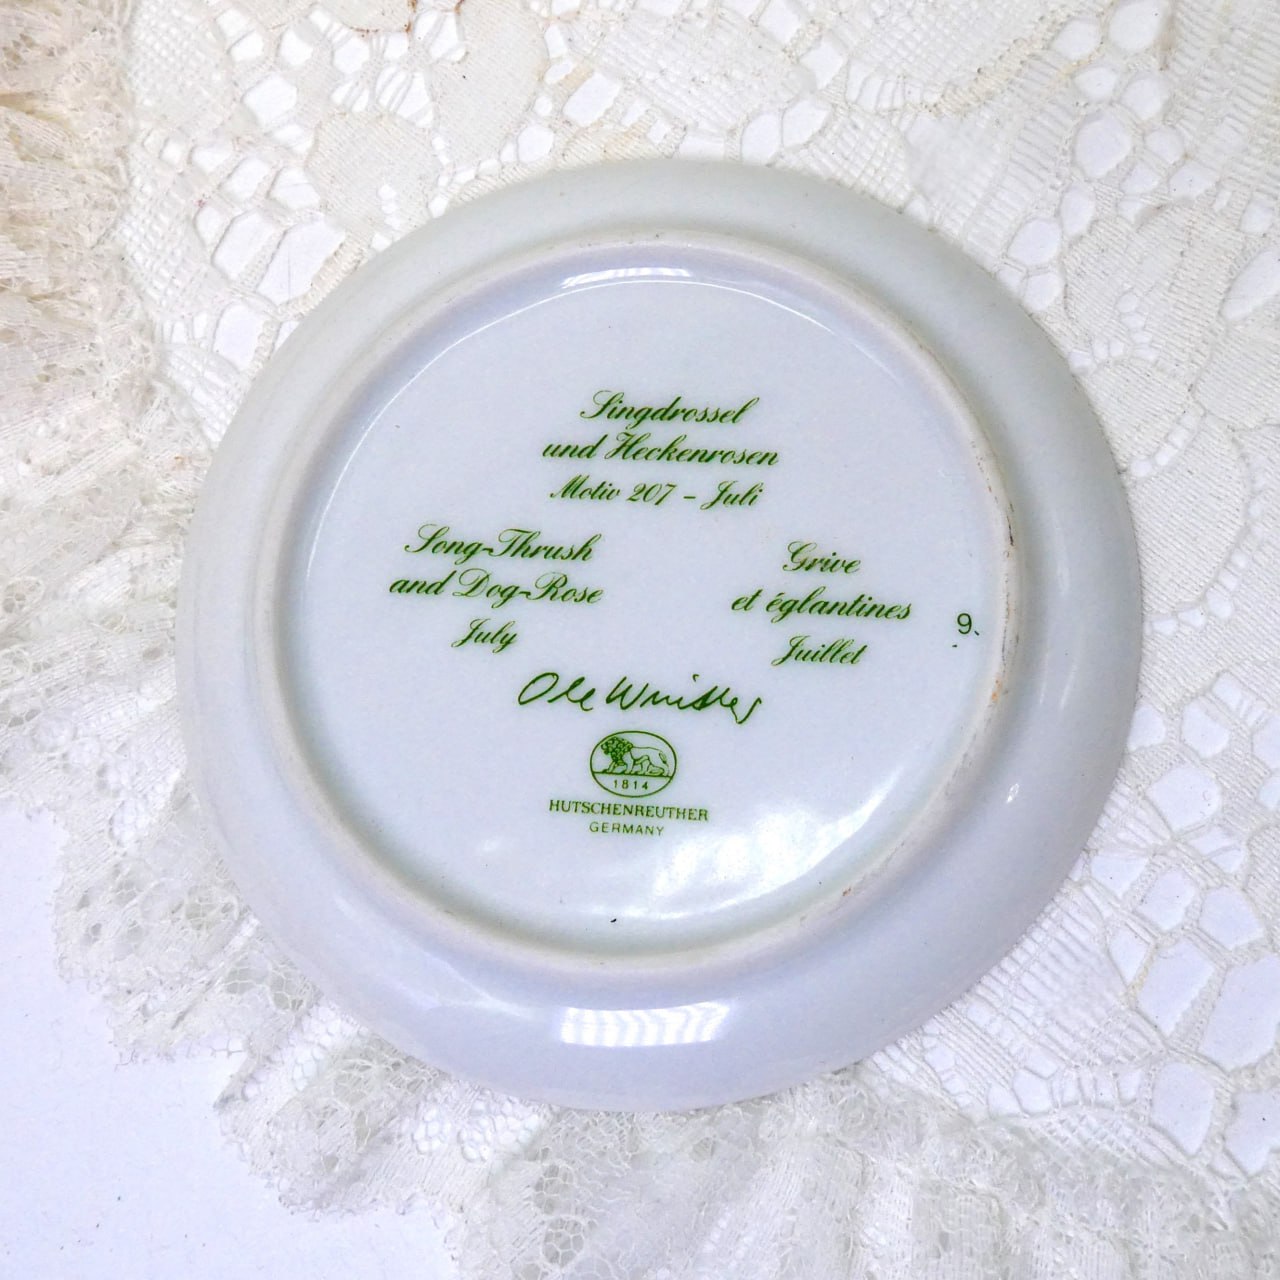 Singdrossel
und Heckenrosen
Motiv 207 – Juli
Song-Thrush
and Dog-Rose
July
Grive
et églantines
Juillet
9.
Ole Winther
1814
HUTSCHENREUTHER
GERMANY